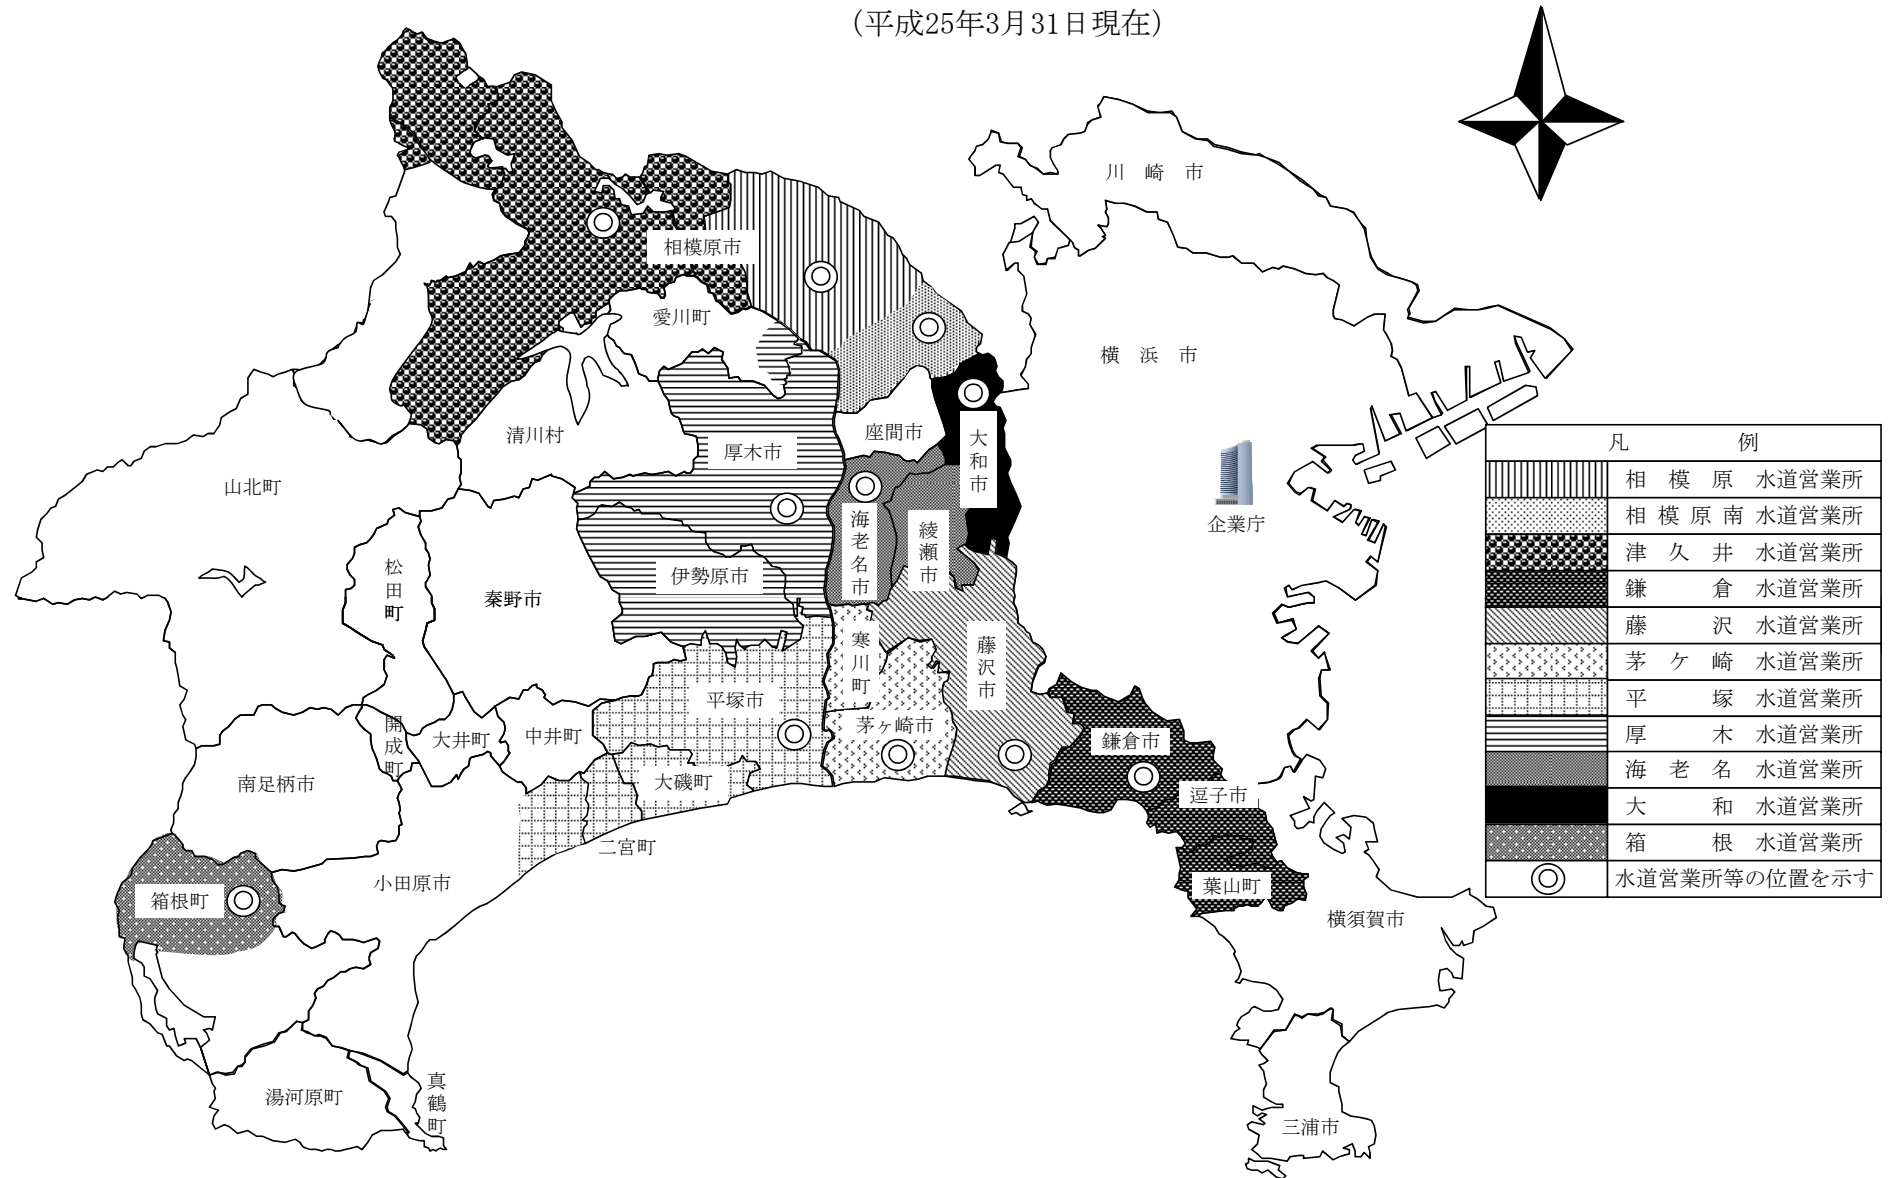 (平成25年3月31日現在)
川崎市
相模原市
愛川町
横浜市
清川村
厚木市
座間市
大和市
山北町
海老名市
綾瀬市
企業庁
松田町
秦野市
伊勢原市
寒川町
藤沢市
平塚市
茅ヶ崎市
開成町
大井町
中井町
鎌倉市
南足柄市
大磯町
逗子市
二宮町
小田原市
箱根町
葉山町
横須賀市
湯河原町
真鶴町
三浦市
凡例
相模原 水道営業所
相模原南 水道営業所
津久井 水道営業所
鎌倉 水道営業所
藤沢 水道営業所
茅ケ崎 水道営業所
平塚 水道営業所
厚木 水道営業所
海老名 水道営業所
大和 水道営業所
箱根 水道営業所
水道営業所等の位置を示す